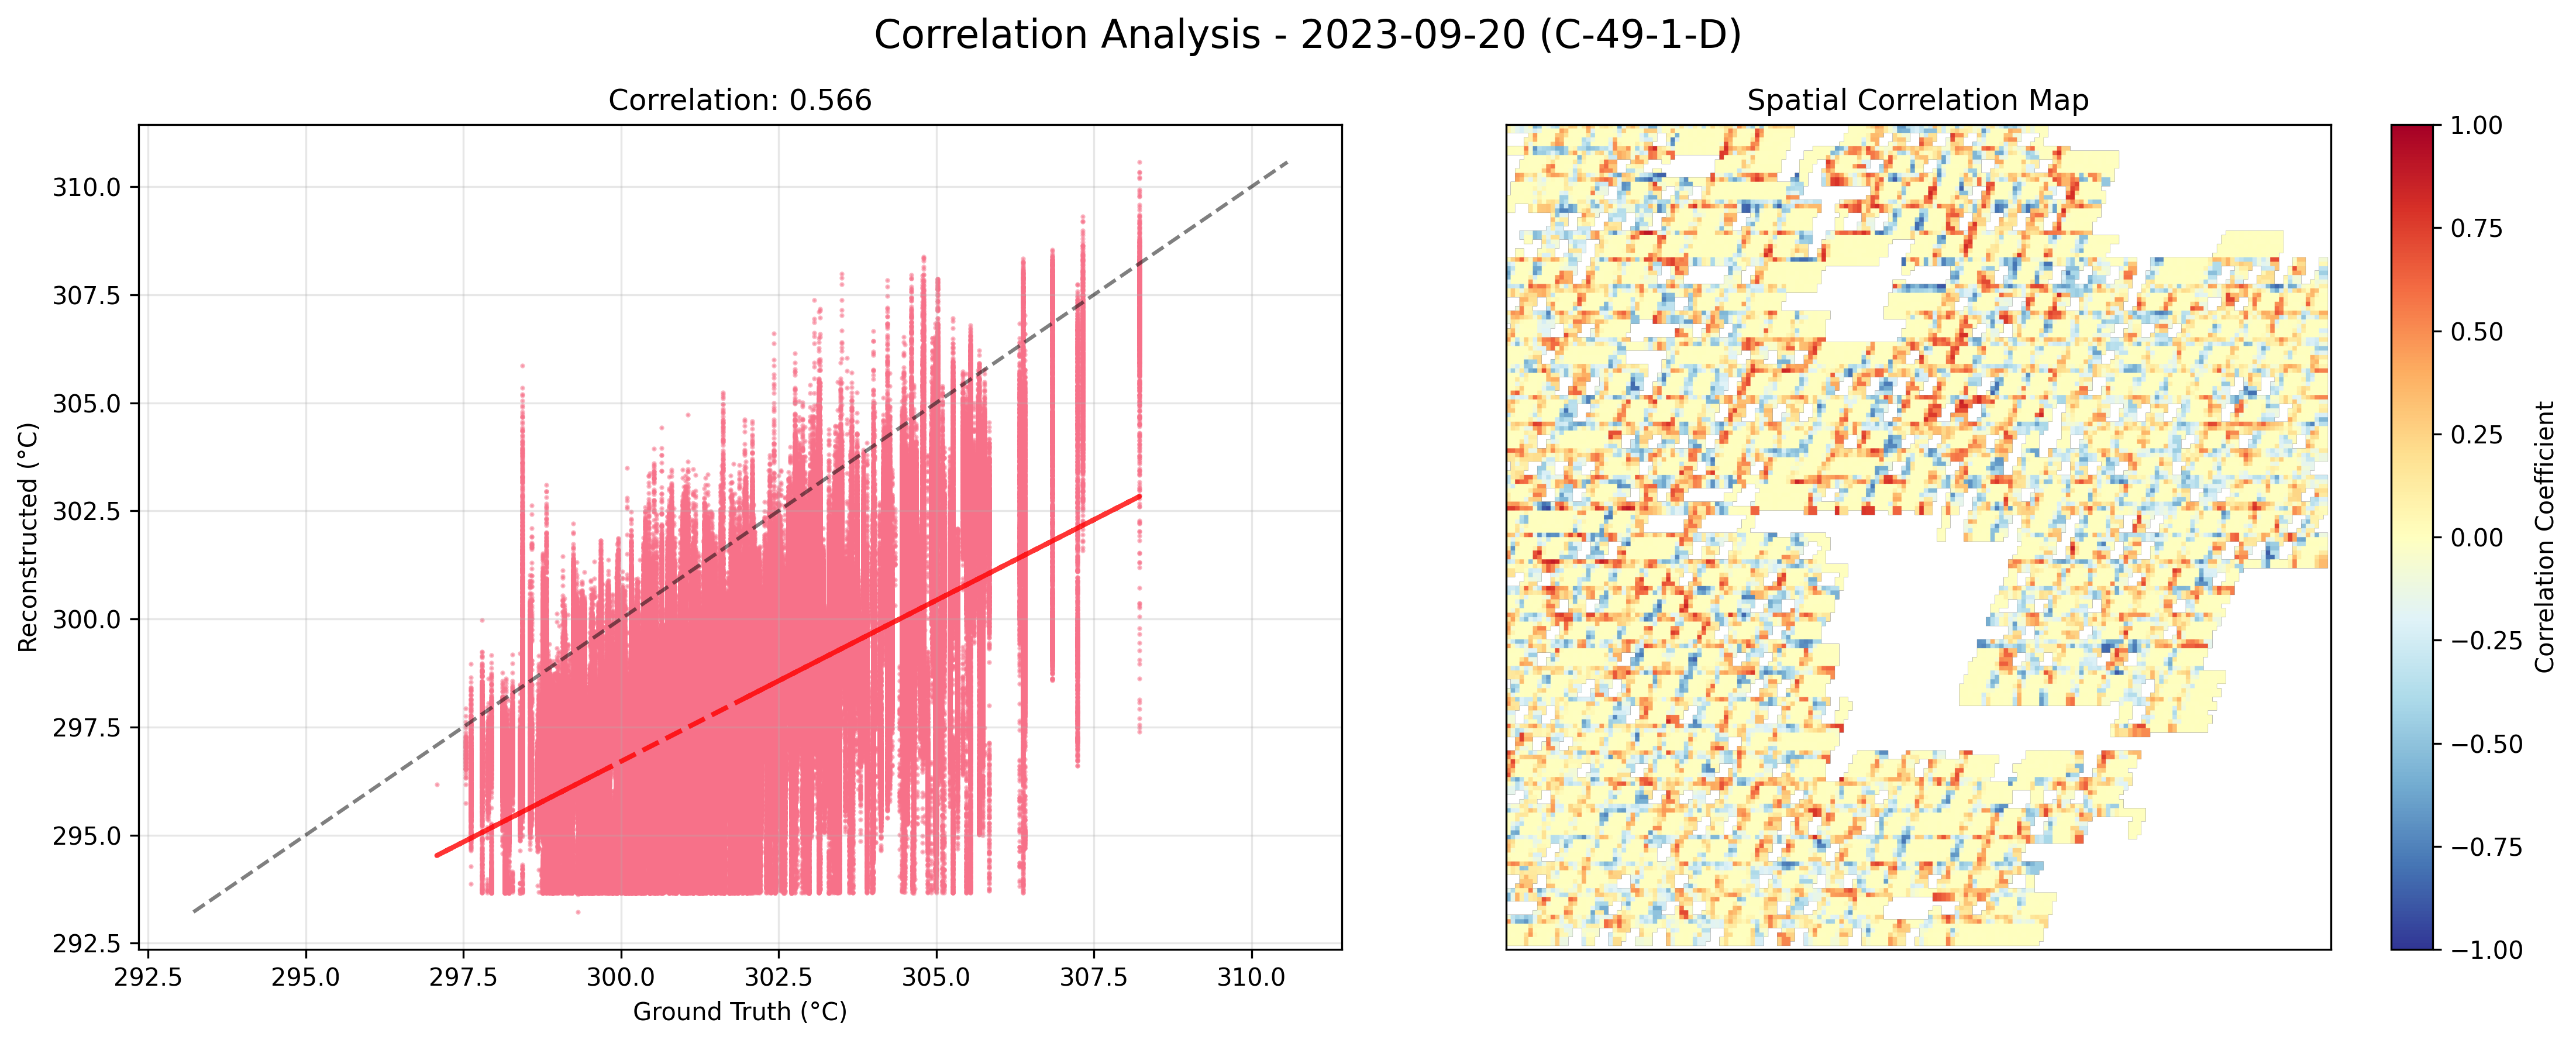 Correlation Analysis - 2023-09-20 (C-49-1-D)
Correlation: 0.566
310.0
307.5
305.0
302.5
300.0
297.5
295.0
292.5
Reconstructed (°C)
292.5 295.0 297.5 300.0 302.5 305.0 307.5 310.0
Ground Truth (°C)
Spatial Correlation Map
1.00
0.75
0.50
0.25
0.00
−0.25
−0.50
−0.75
−1.00
Correlation Coefficient